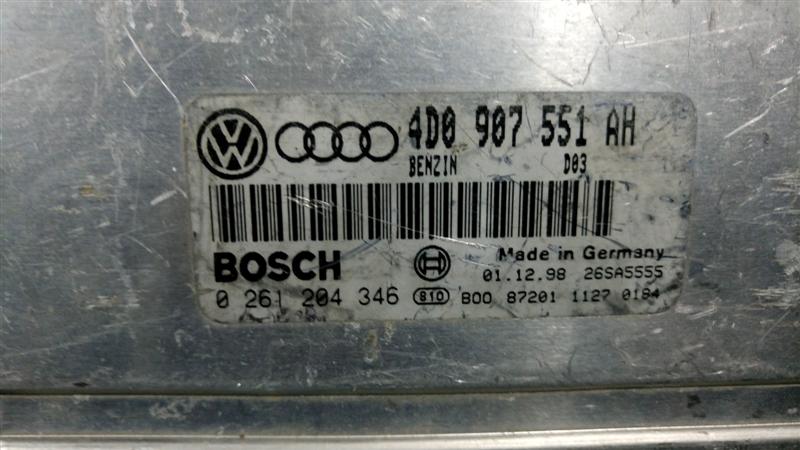 4D0 907 551 AH
BENZIN D03
BOSCH
Made in Germany
01.12.98 26SA5555
0 261 204 346 S10 B00 87201 1127 0184